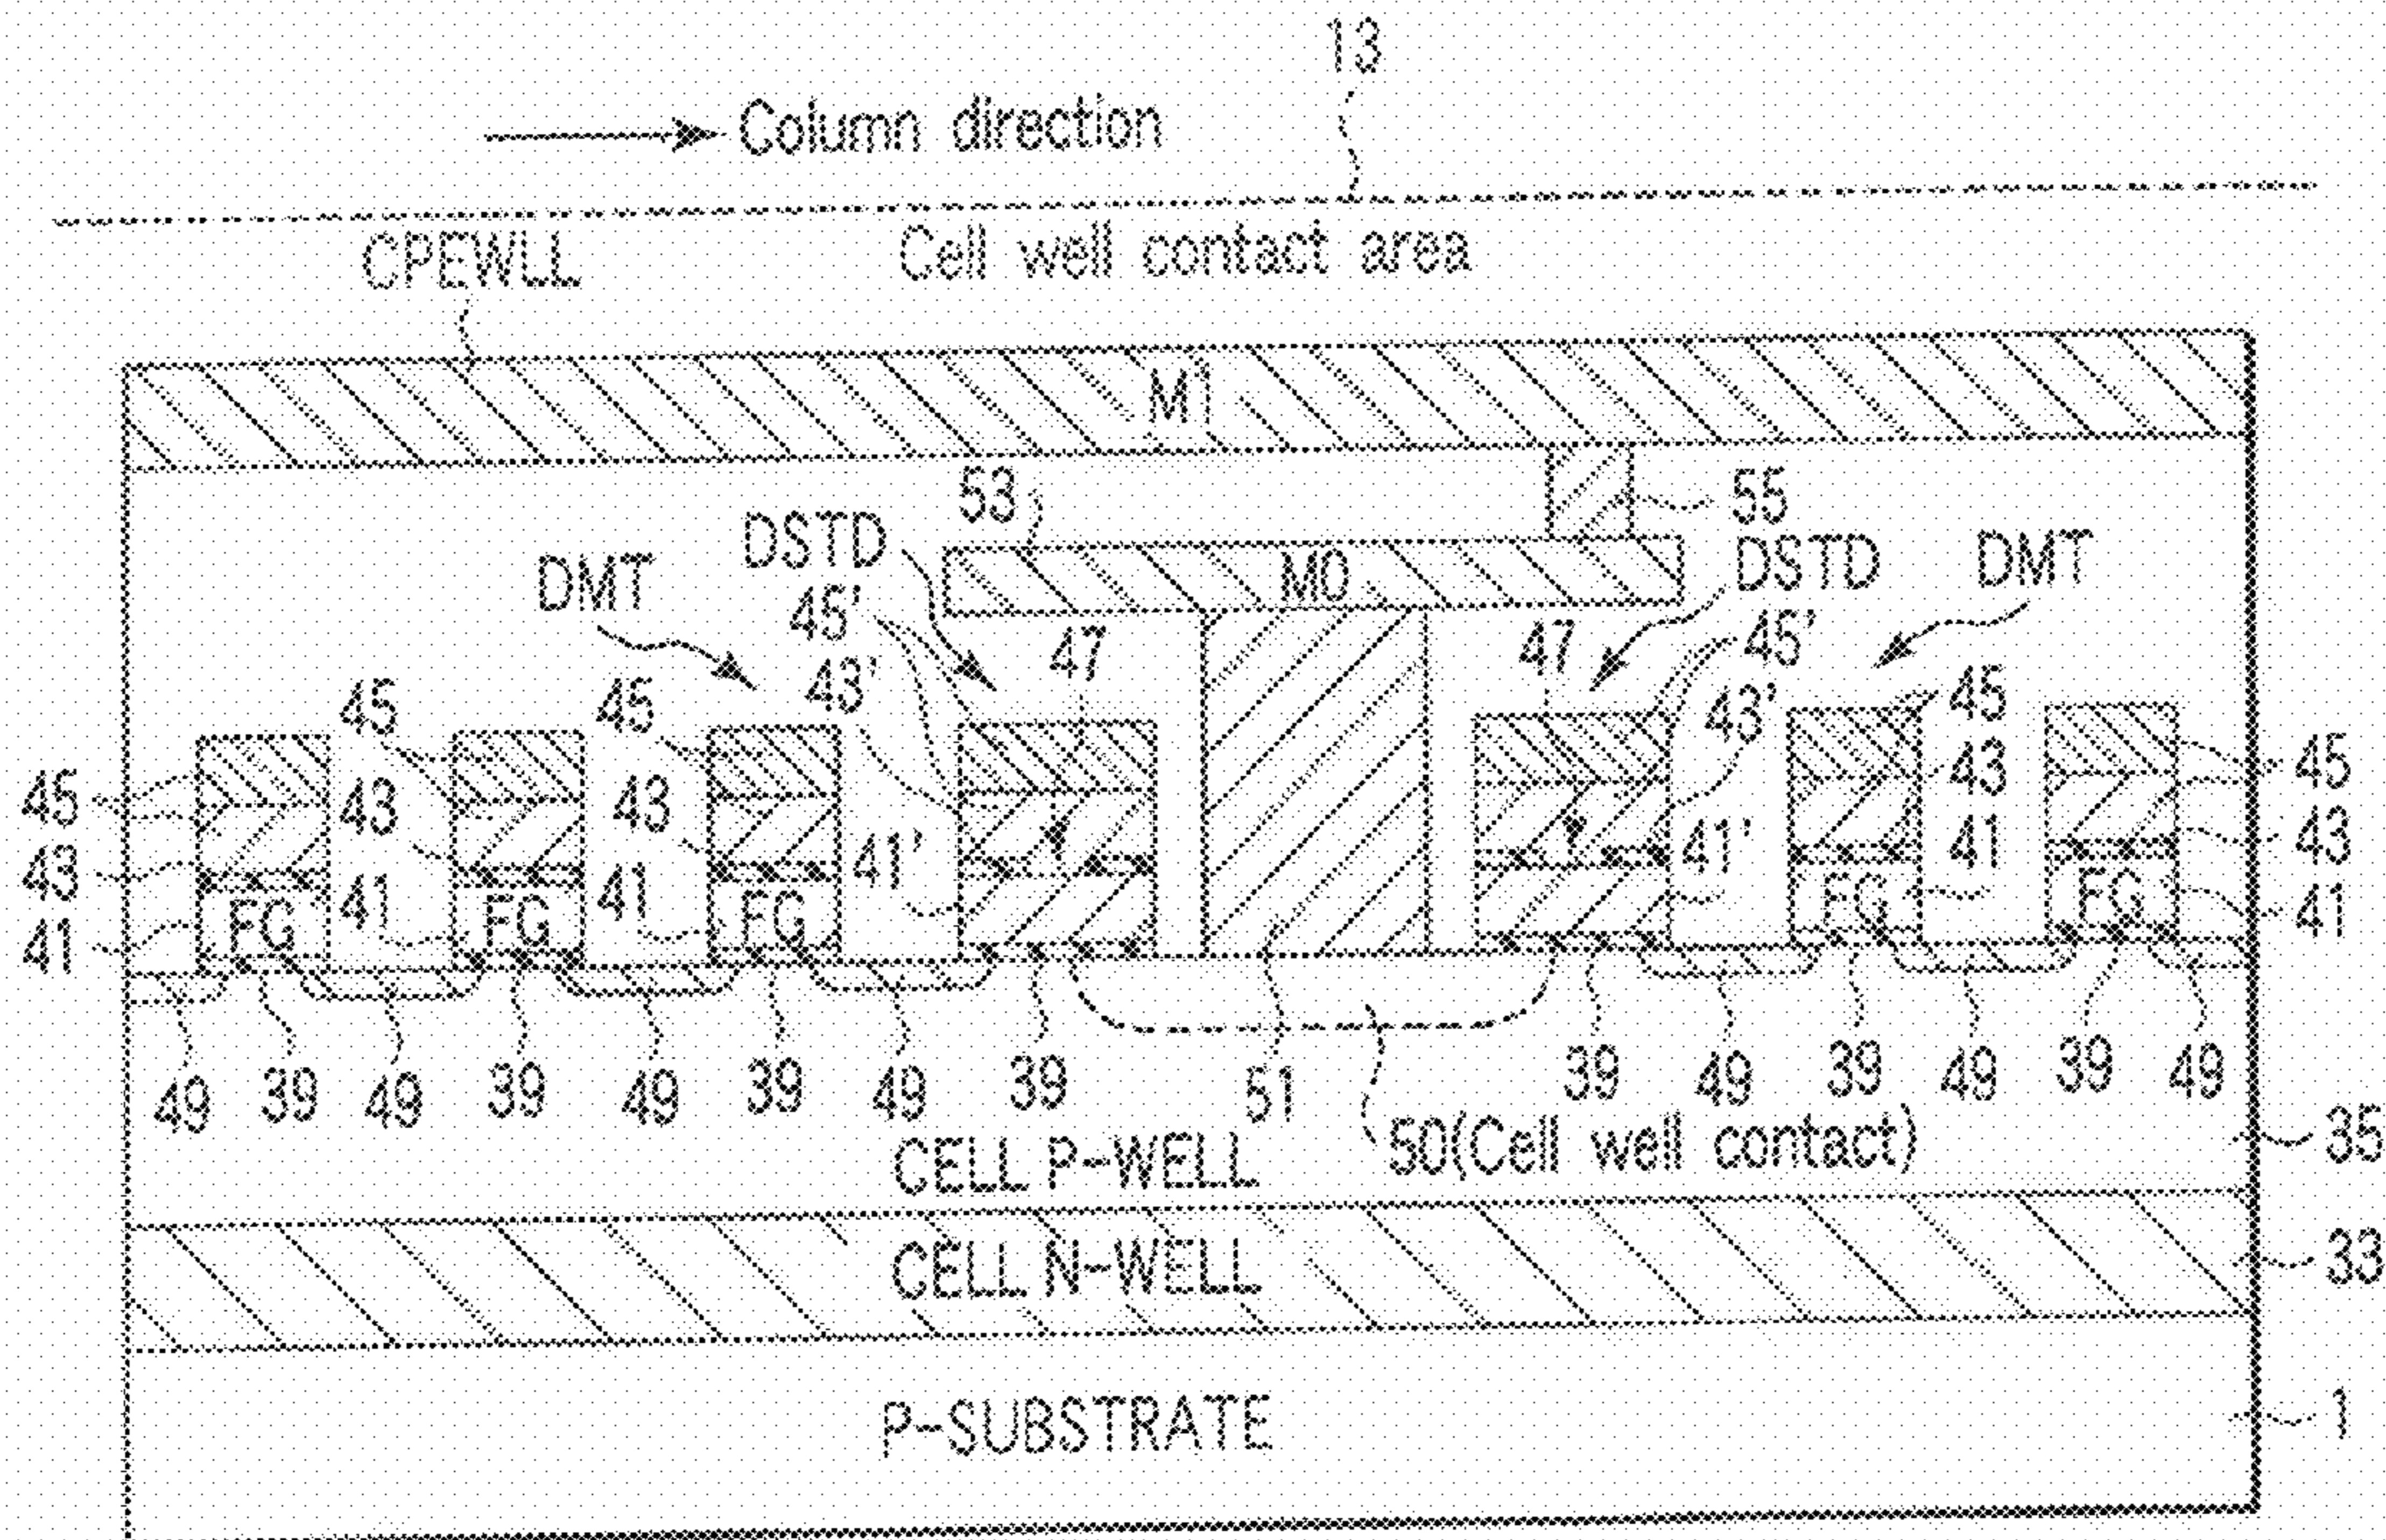 13
Column direction
CPEWLL Cell well contact area
M1
53 55
DSTD DSTD DMT
DMT M0
45' 47 47 45'
43' 43'
45 45 45
45 43 43 43 45
43 41' 41' 41 43
41 FG 41 FG 41 FG FG FG 41
49 39 49 39 49 39 49 39 51 39 49 39 49 39 49
50(Cell well contact) 35
CELL P-WELL
CELL N-WELL 33
P-SUBSTRATE 1